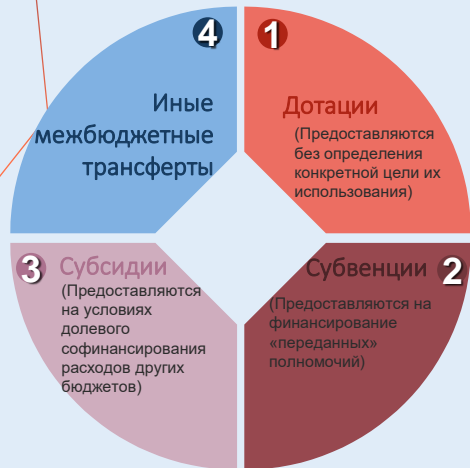 1
Дотации
(Предоставляются
без определения
конкретной цели их
использования)
2
Субвенции
(Предоставляются на
финансирование
«переданных»
полномочий)
3
Субсидии
(Предоставляются
на условиях
долевого
софинансирования
расходов других
бюджетов)
4
Иные
межбюджетные
трансферты